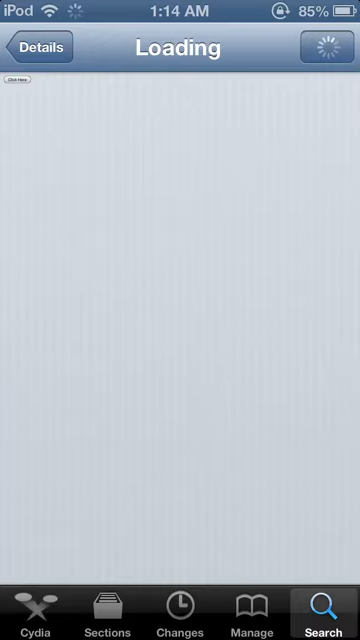 iPod 1:14 AM 85%
Details Loading
Click Here
Cydia Sections Changes Manage Search